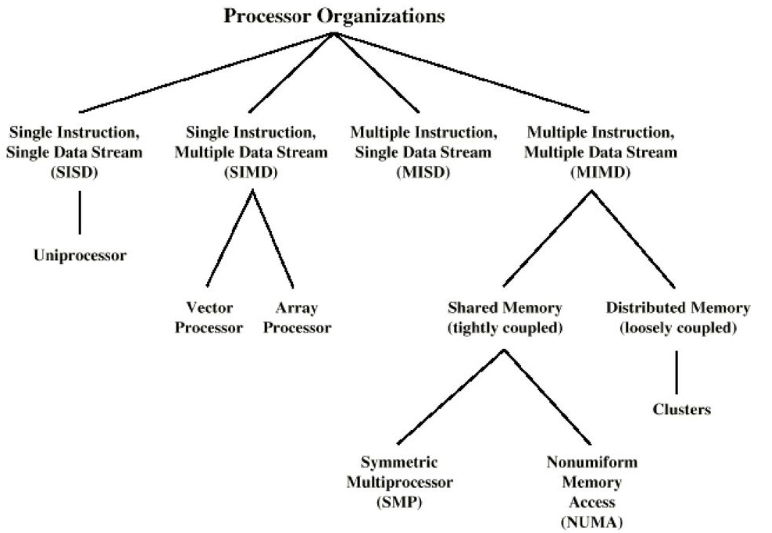 Processor Organizations
Single Instruction,
Single Data Stream
(SISD)
Single Instruction,
Multiple Data Stream
(SIMD)
Multiple Instruction,
Single Data Stream
(MISD)
Multiple Instruction,
Multiple Data Stream
(MIMD)
Uniprocessor
Vector
Processor
Array
Processor
Shared Memory
(tightly coupled)
Distributed Memory
(loosely coupled)
Clusters
Symmetric
Multiprocessor
(SMP)
Nonumiform
Memory
Access
(NUMA)